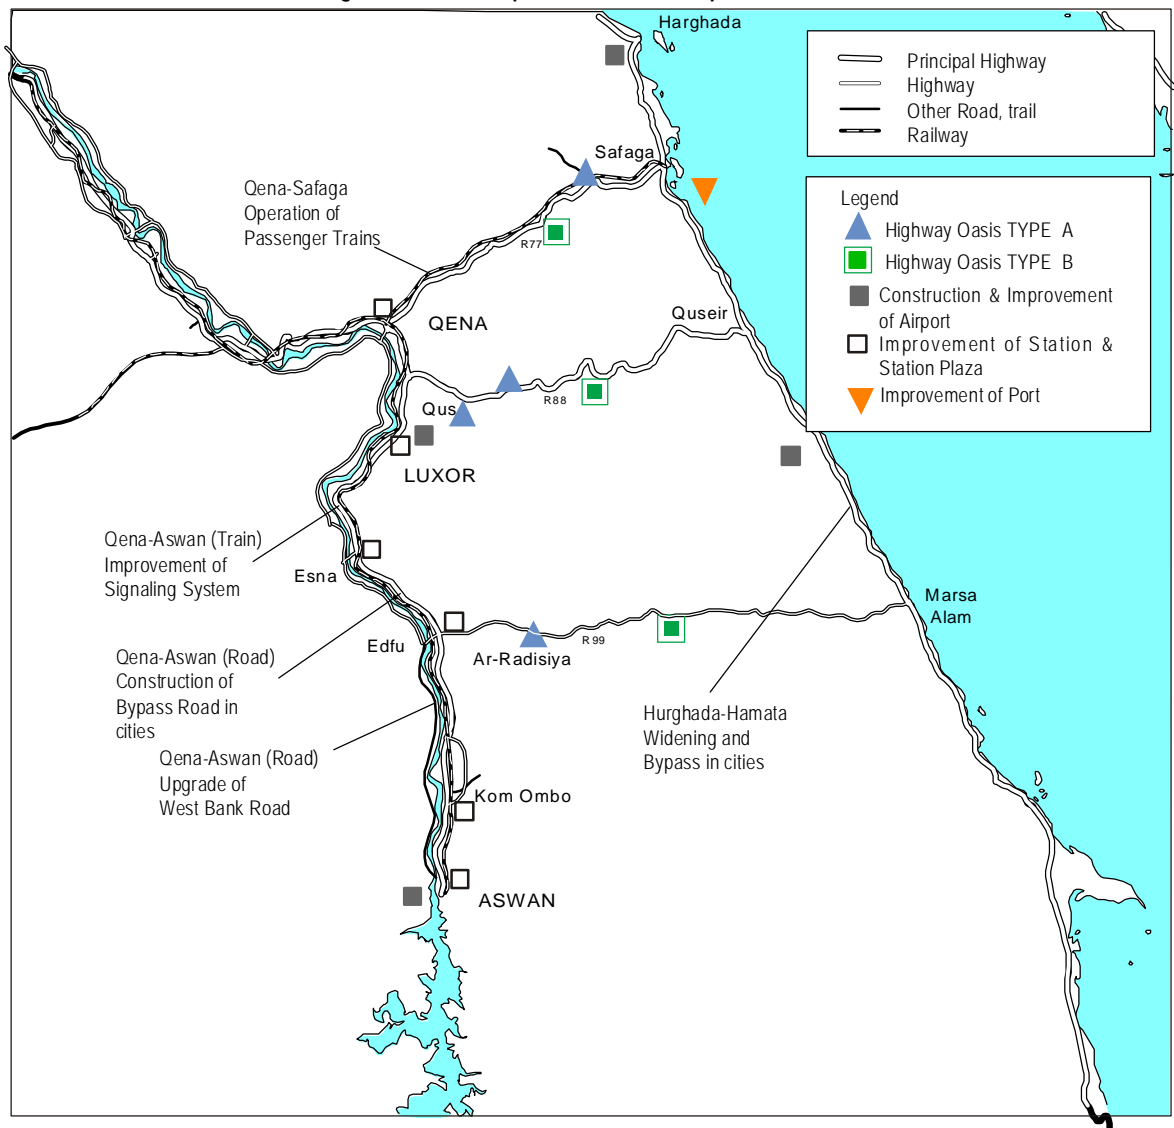 Harghada
Principal Highway
Highway
Other Road, trail
Railway
Safaga
Legend
Highway Oasis TYPE A
Highway Oasis TYPE B
Construction & Improvement
of Airport
Improvement of Station &
Station Plaza
Improvement of Port
Qena-Safaga
Operation of
Passenger Trains
R77
QENA
Quseir
Qus
R88
LUXOR
Qena-Aswan (Train)
Improvement of
Signaling System
Esna
Marsa
Alam
Edfu
R99
Ar-Radisiya
Qena-Aswan (Road)
Construction of
Bypass Road in
cities
Hurghada-Hamata
Widening and
Bypass in cities
Qena-Aswan (Road)
Upgrade of
West Bank Road
Kom Ombo
ASWAN